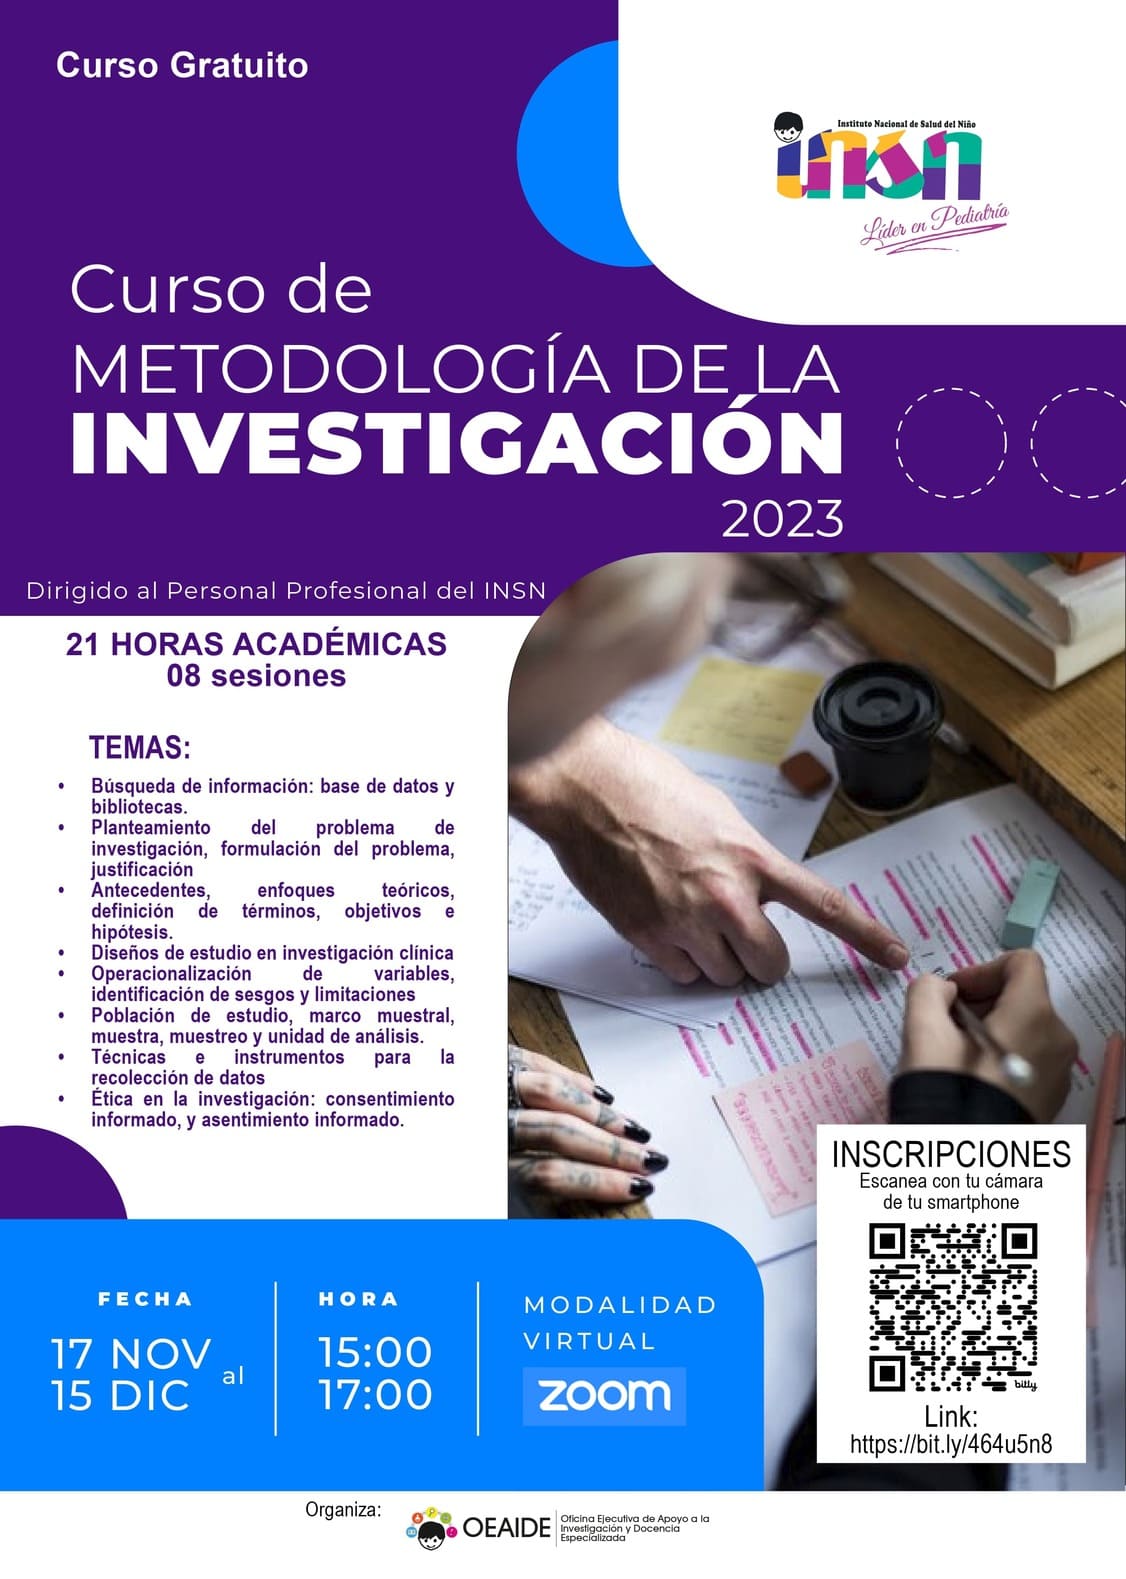 Curso Gratuito
Instituto Nacional de Salud del Niño
insn
Líder en Pediatría
Curso de
METODOLOGÍA DE LA
INVESTIGACIÓN
2023
Dirigido al Personal Profesional del INSN
21 HORAS ACADÉMICAS
08 sesiones
TEMAS:
• Búsqueda de información: base de datos y
bibliotecas.
• Planteamiento del problema de
investigación, formulación del problema,
justificación
• Antecedentes, enfoques teóricos,
definición de términos, objetivos e
hipótesis.
• Diseños de estudio en investigación clínica
• Operacionalización de variables,
identificación de sesgos y limitaciones
• Población de estudio, marco muestral,
muestra, muestreo y unidad de análisis.
• Técnicas e instrumentos para la
recolección de datos
• Ética en la investigación: consentimiento
informado, y asentimiento informado.
INSCRIPCIONES
Escanea con tu cámara
de tu smartphone
bitly
Link:
https://bit.ly/464u5n8
FECHA
17 NOV al
15 DIC
HORA
15:00
17:00
MODALIDAD
VIRTUAL
zoom
Organiza:
OEAIDE
Oficina Ejecutiva de Apoyo a la
Investigación y Docencia
Especializada